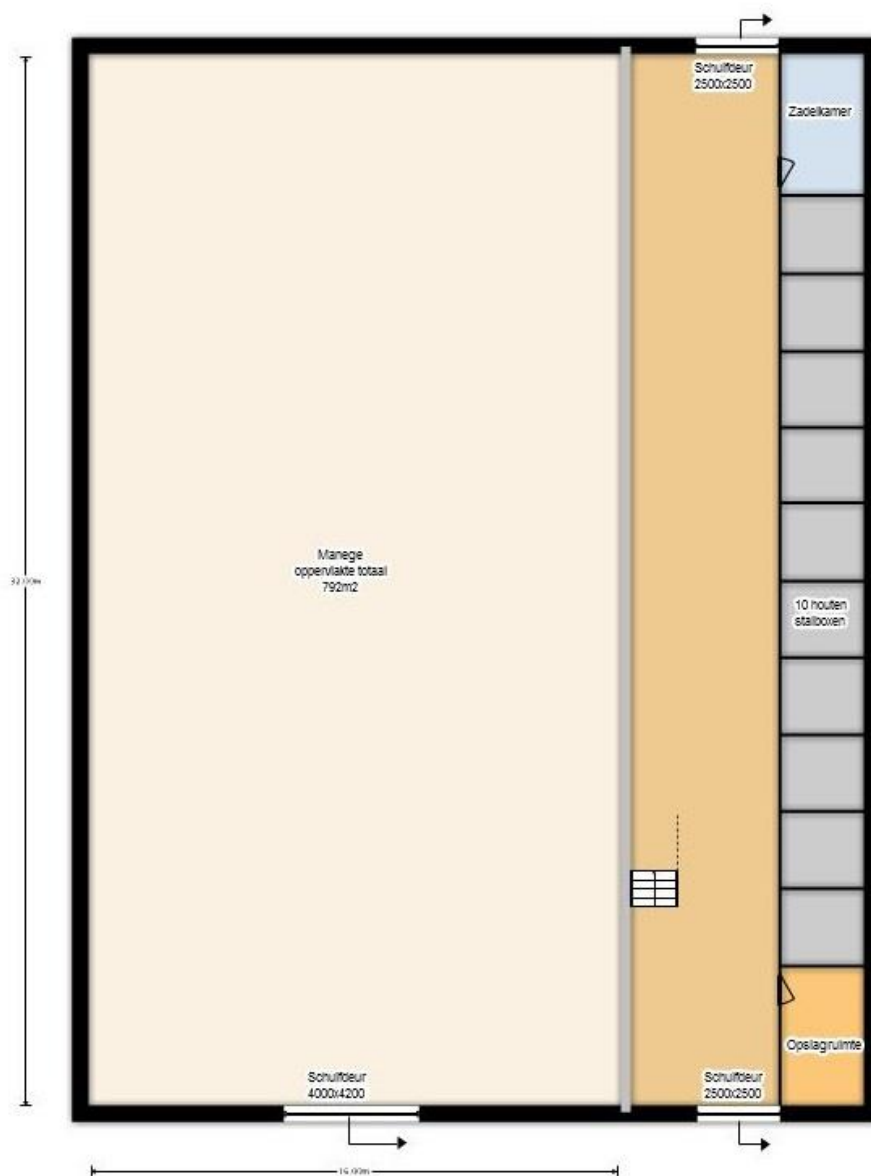 Schuifdeur
2500x2500
Zadelkamer
Manege
oppervlakte totaal
792m2
10 houten
stalboxen
Opslagruimte
Schuifdeur
4000x4200
Schuifdeur
2500x2500